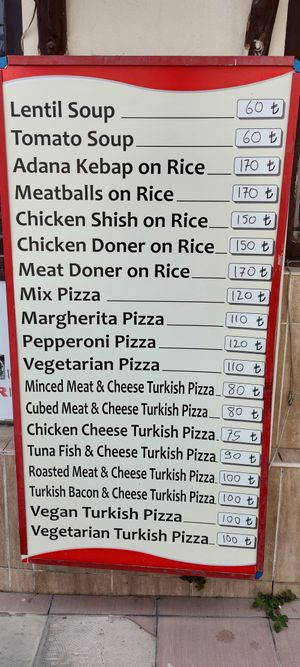 Lentil Soup 60 ₺
Tomato Soup 60 ₺
Adana Kebap on Rice 170 ₺
Meatballs on Rice 170 ₺
Chicken Shish on Rice 150 ₺
Chicken Doner on Rice 150 ₺
Meat Doner on Rice 170 ₺
Mix Pizza 120 ₺
Margherita Pizza 110 ₺
Pepperoni Pizza 120 ₺
Vegetarian Pizza 110 ₺
Minced Meat & Cheese Turkish Pizza 80 ₺
Cubed Meat & Cheese Turkish Pizza 80 ₺
Chicken Cheese Turkish Pizza 75 ₺
Tuna Fish & Cheese Turkish Pizza 90 ₺
Roasted Meat & Cheese Turkish Pizza 100 ₺
Turkish Bacon & Cheese Turkish Pizza 100 ₺
Vegan Turkish Pizza 100 ₺
Vegetarian Turkish Pizza 100 ₺